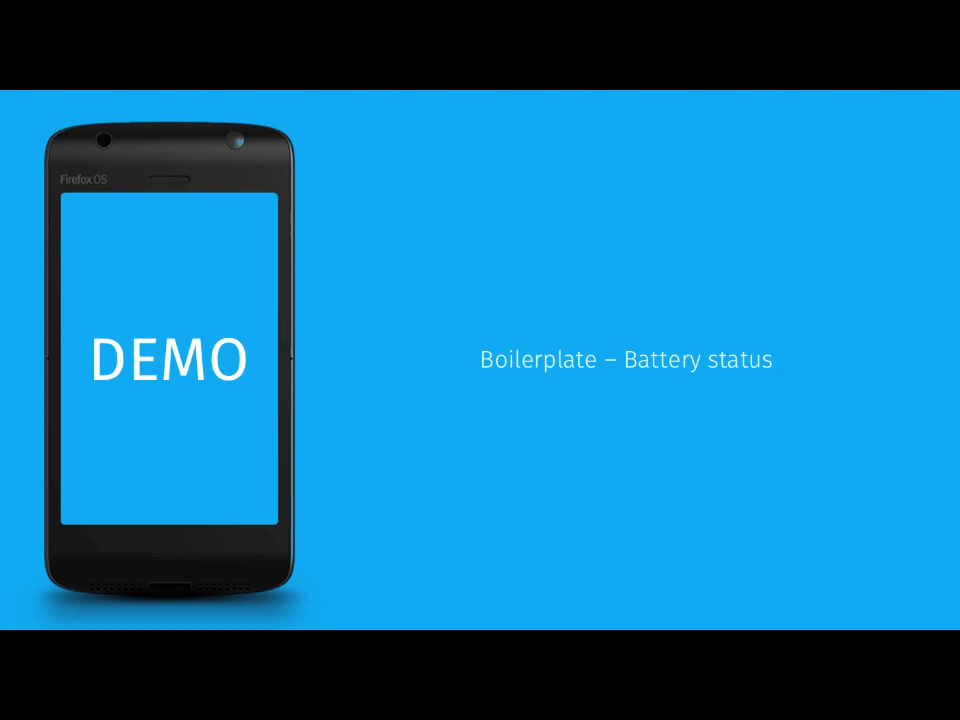 Firefox OS
DEMO
Boilerplate – Battery status